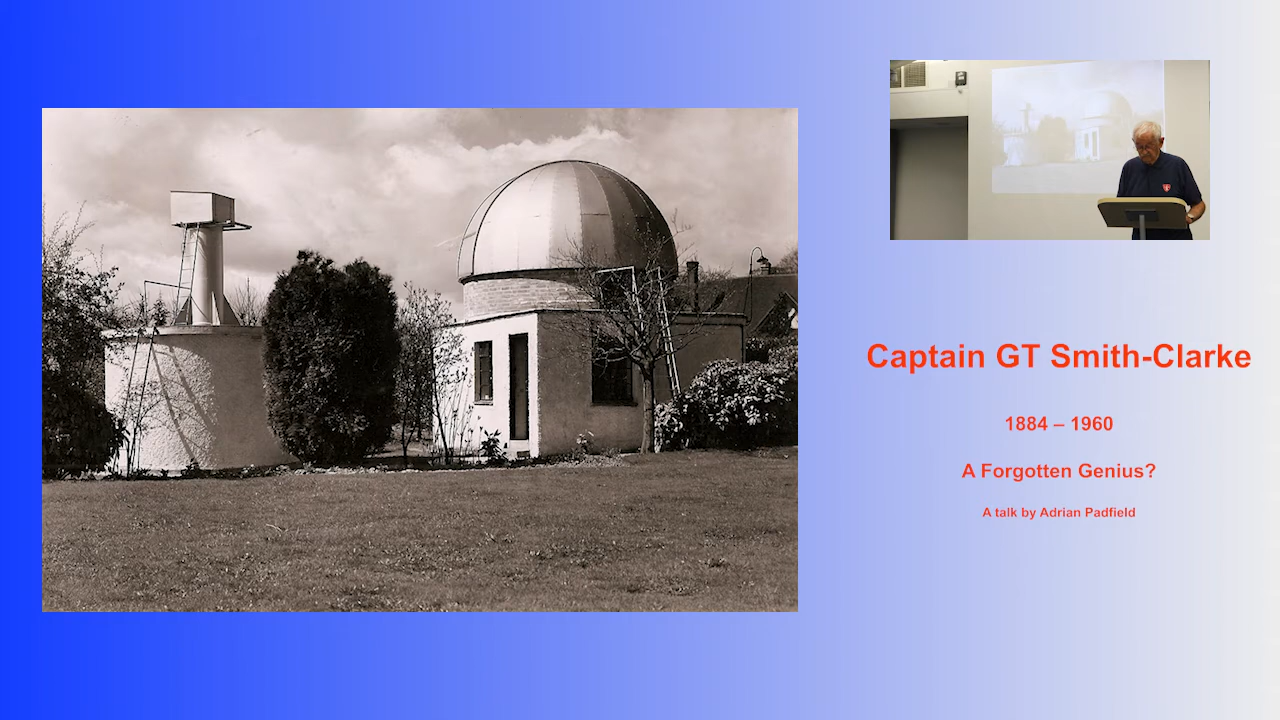 Captain GT Smith-Clarke
1884 – 1960
A Forgotten Genius?
A talk by Adrian Padfield